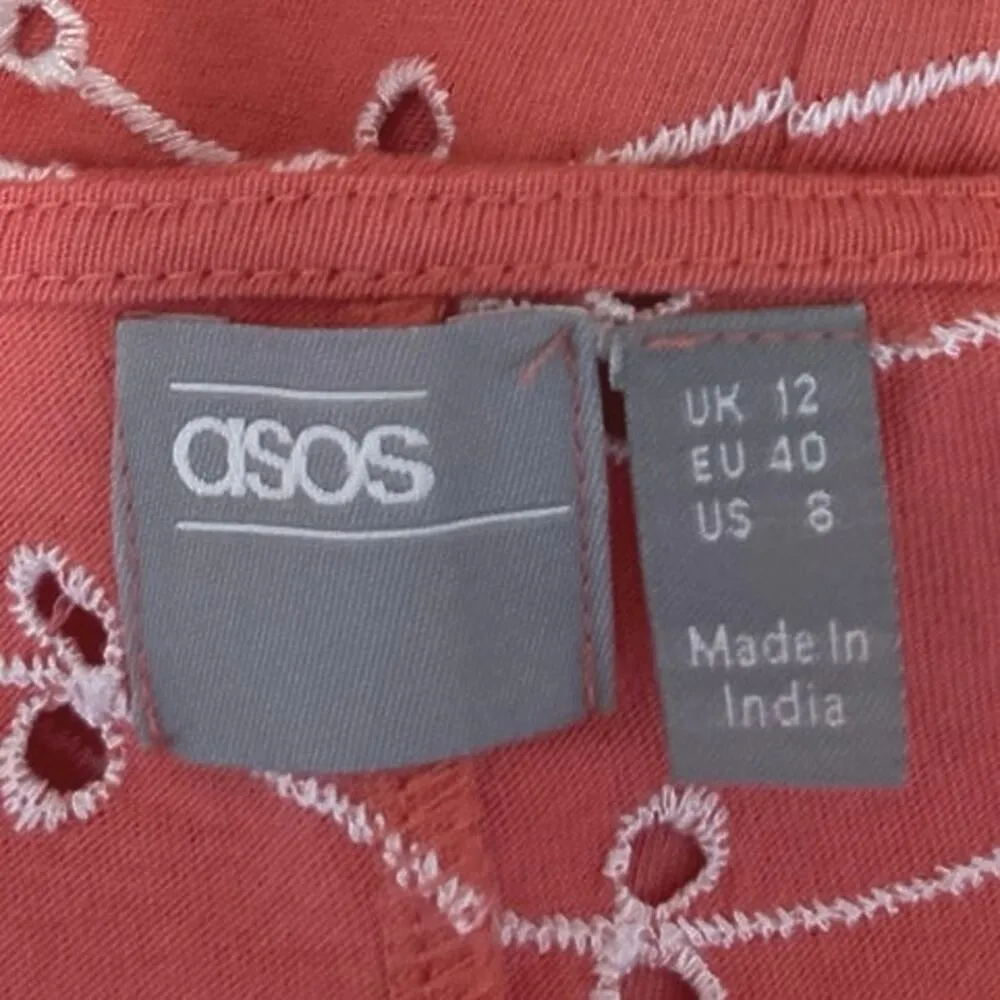 asos
UK 12
EU 40
US 8
Made In
India